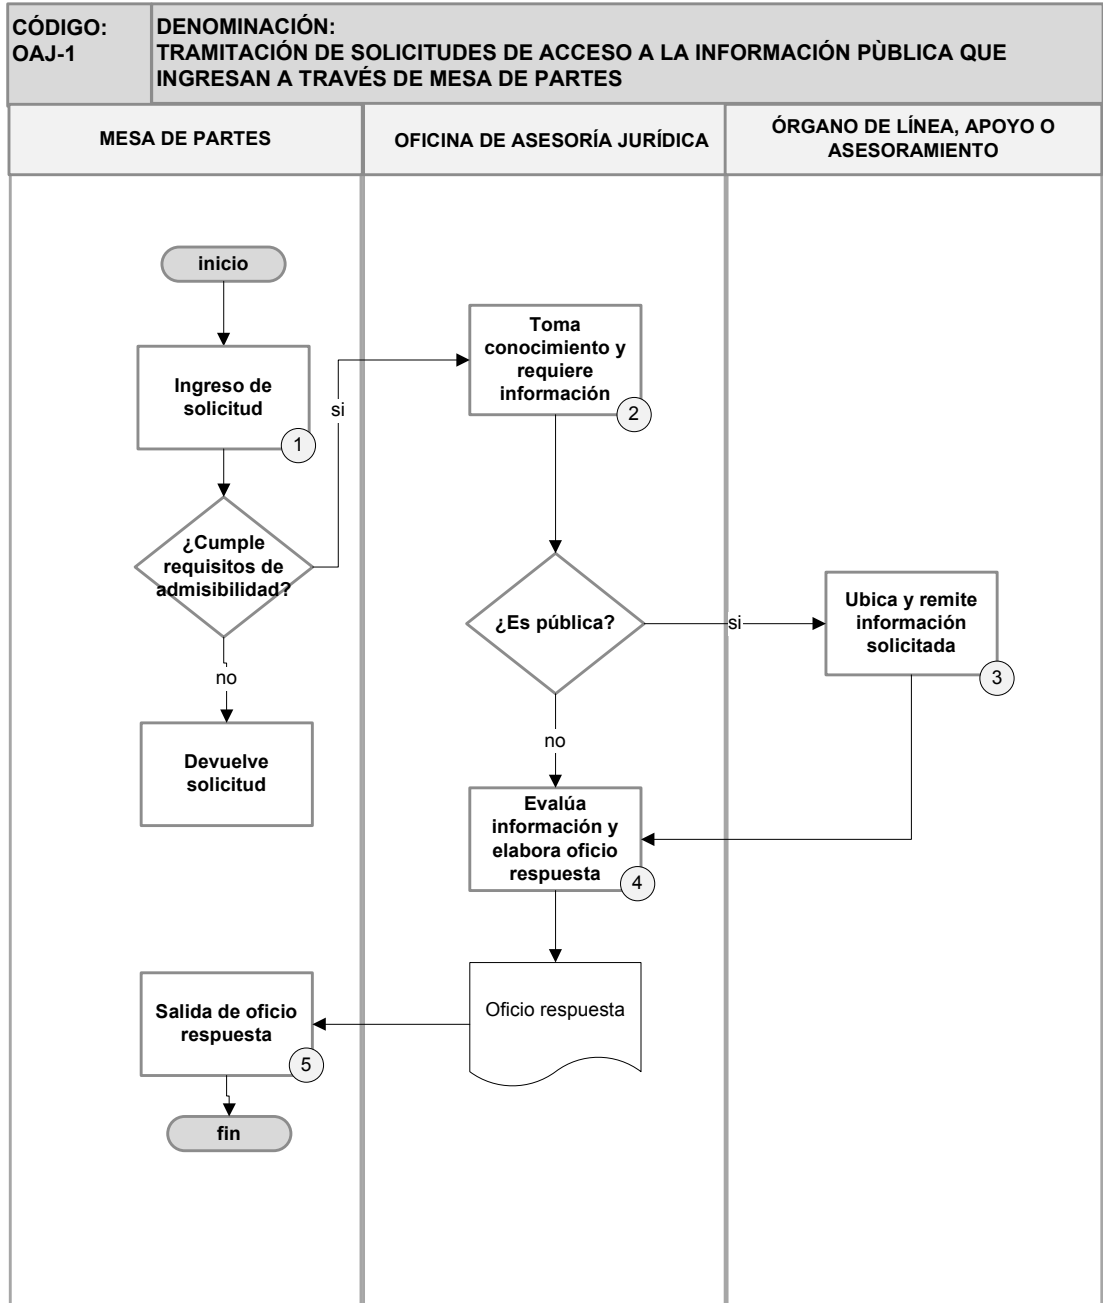 CÓDIGO:
OAJ-1
DENOMINACIÓN:
TRAMITACIÓN DE SOLICITUDES DE ACCESO A LA INFORMACIÓN PÙBLICA QUE
INGRESAN A TRAVÉS DE MESA DE PARTES
MESA DE PARTES
OFICINA DE ASESORÍA JURÍDICA
ÓRGANO DE LÍNEA, APOYO O
ASESORAMIENTO
inicio
Ingreso de
solicitud
1
¿Cumple
requisitos de
admisibilidad?
si
no
Devuelve
solicitud
Toma
conocimiento y
requiere
información
2
¿Es pública?
si
no
Ubica y remite
información
solicitada
3
Evalúa
información y
elabora oficio
respuesta
4
Oficio respuesta
Salida de oficio
respuesta
5
fin